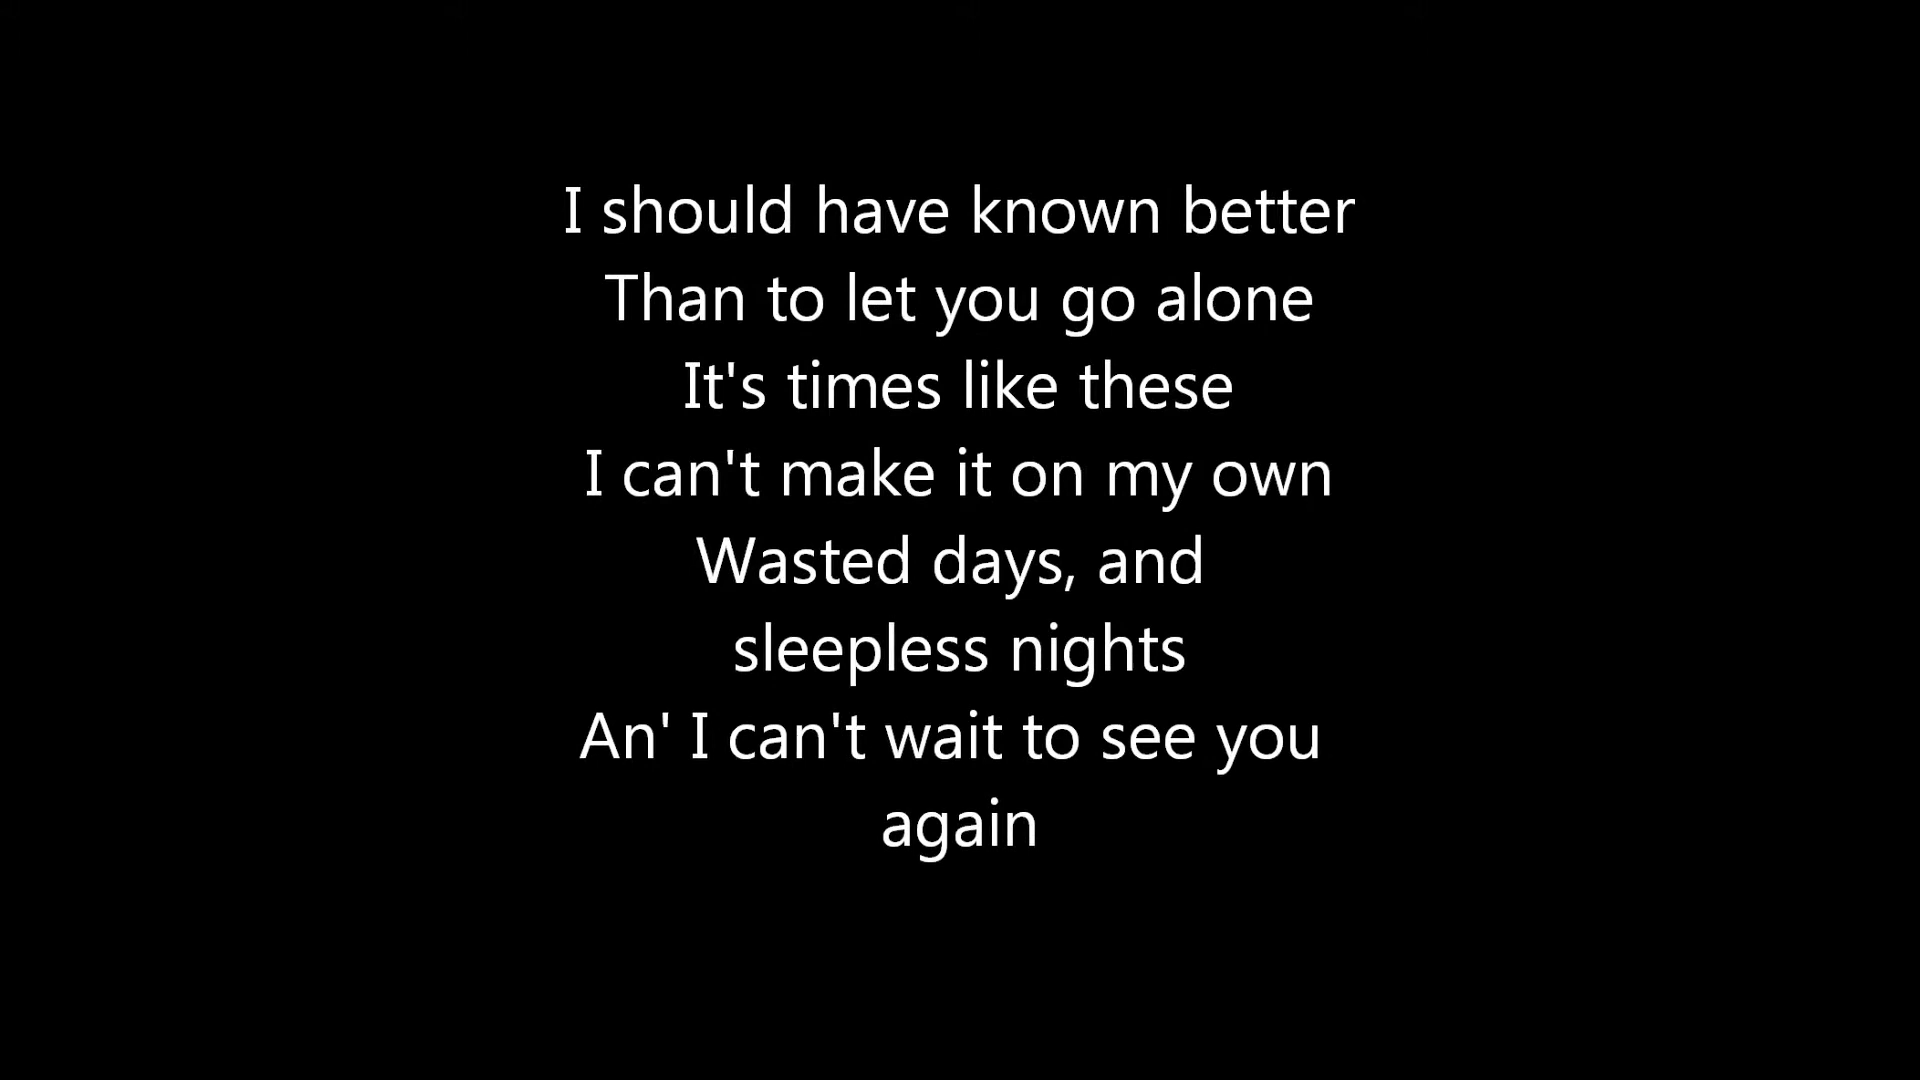 I should have known better
Than to let you go alone
It's times like these
I can't make it on my own
Wasted days, and
sleepless nights
An' I can't wait to see you
again